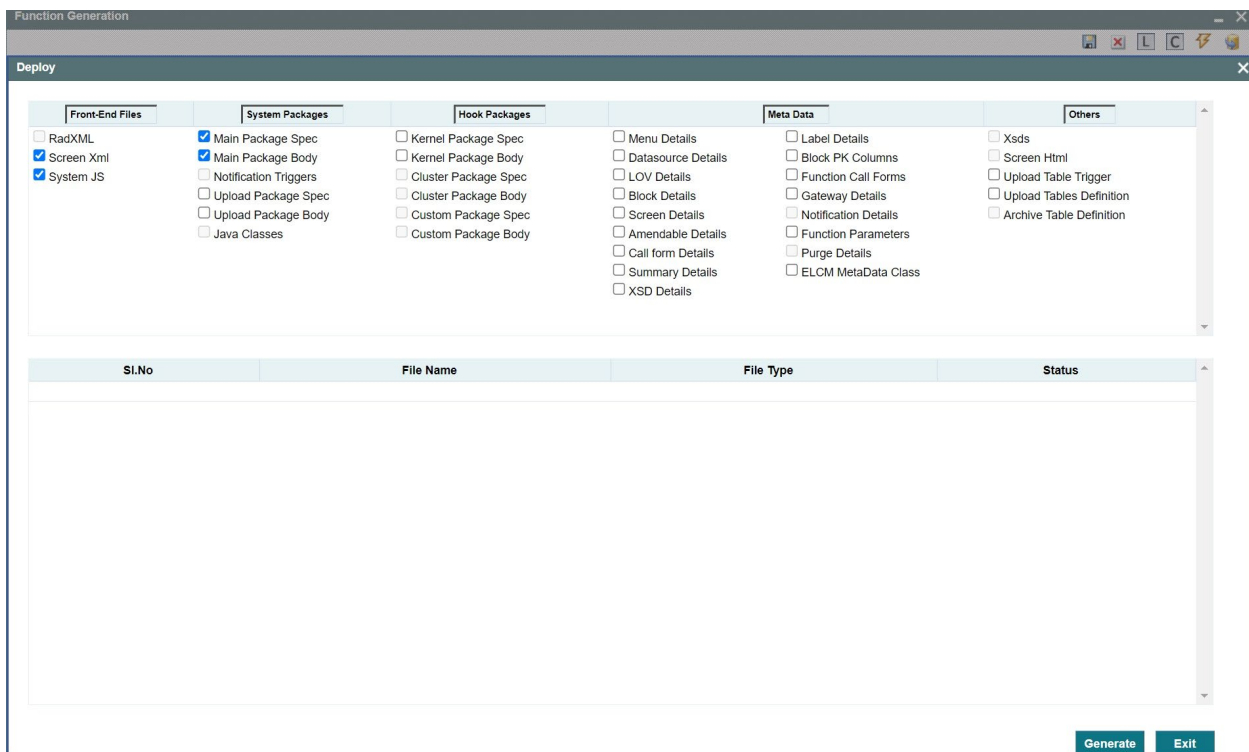 Function Generation
L C
Deploy
Front-End Files System Packages Hook Packages Meta Data Others
RadXML Main Package Spec Kernel Package Spec Menu Details Label Details Xsds
Screen Xml Main Package Body Kernel Package Body Datasource Details Block PK Columns Screen Html
System JS Notification Triggers Cluster Package Spec LOV Details Function Call Forms Upload Table Trigger
Upload Package Spec Cluster Package Body Block Details Gateway Details Upload Tables Definition
Upload Package Body Custom Package Spec Screen Details Notification Details Archive Table Definition
Java Classes Custom Package Body Amendable Details Function Parameters
Call form Details Purge Details
Summary Details ELCM MetaData Class
XSD Details
SI.No File Name File Type Status
Generate Exit